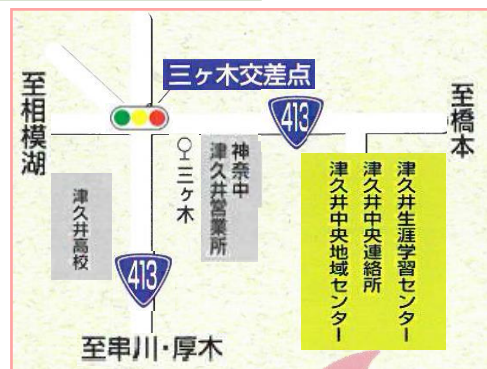 三ヶ木交差点
413
至橋本
至相模湖
三ヶ木
神奈中
津久井営業所
津久井高校
津久井生涯学習センター
津久井中央連絡所
津久井中央地域センター
413
至串川・厚木